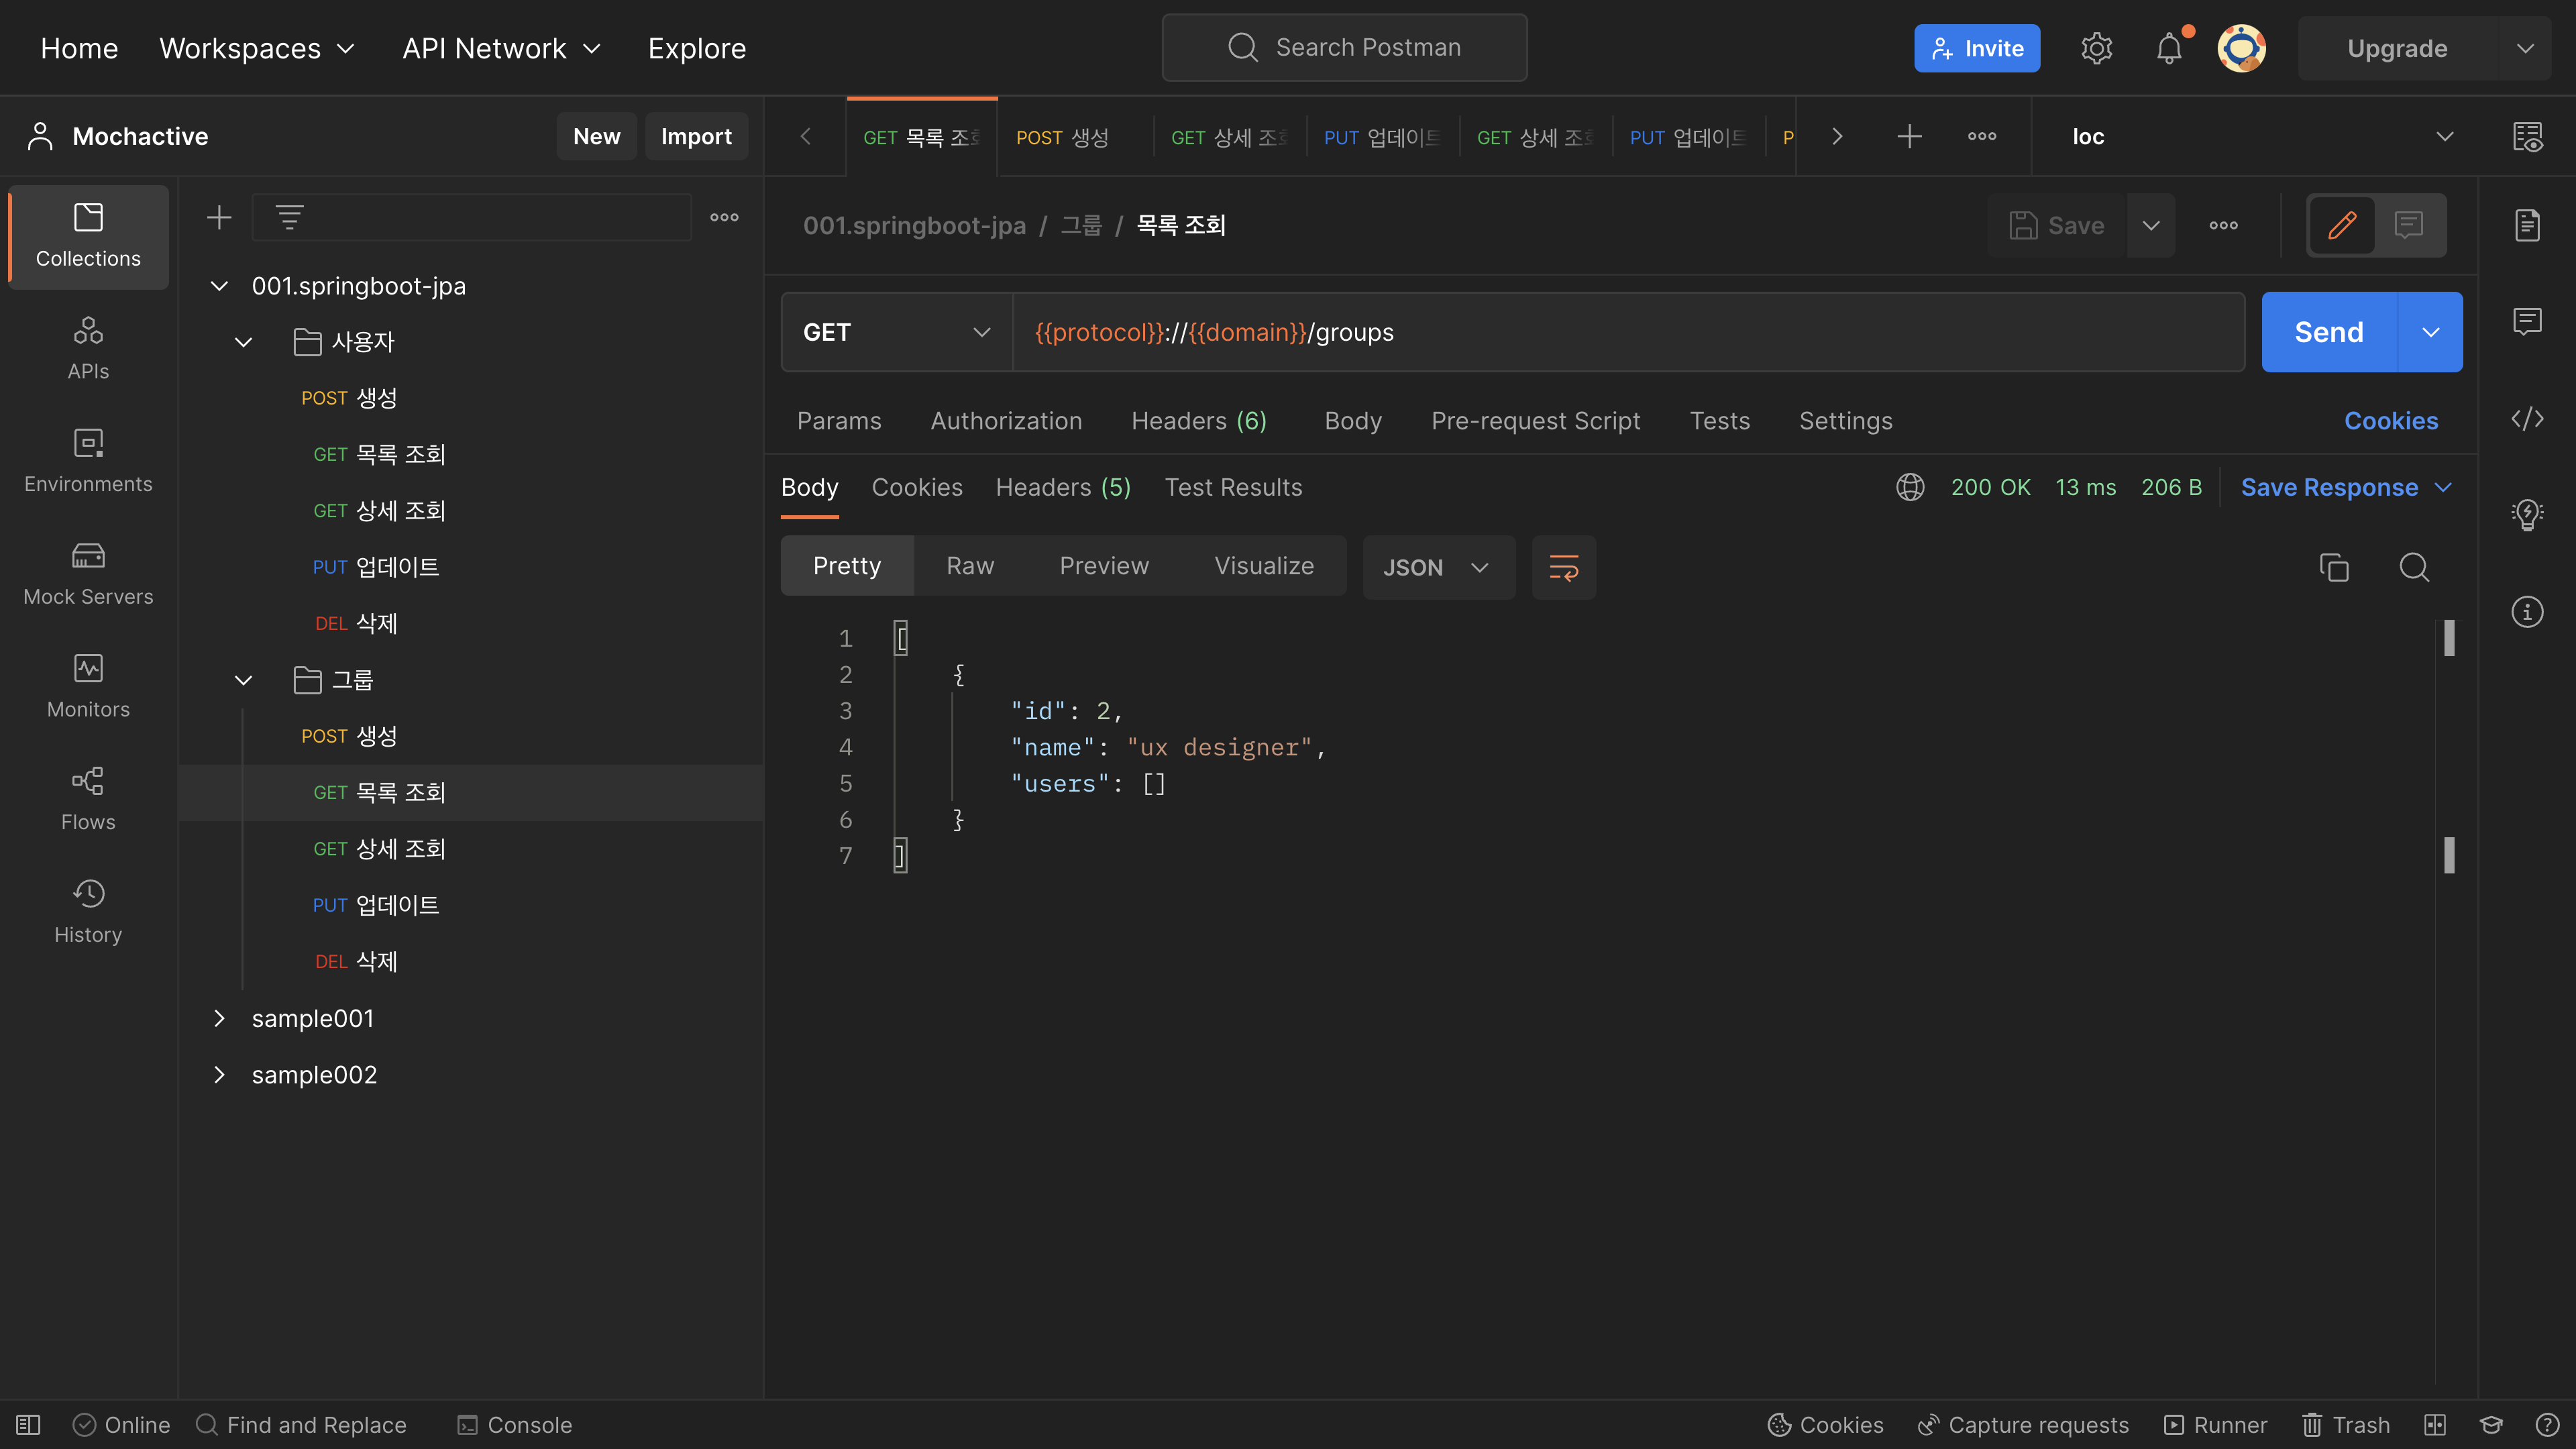 Home Workspaces API Network Explore Search Postman Invite Upgrade
Mochactive New Import
GET 목록 조회 POST 생성 GET 상세 조회 PUT 업데이트 GET 상세 조회 PUT 업데이트 P loc
Collections
APIs
Environments
Mock Servers
Monitors
Flows
History
001.springboot-jpa
사용자
POST 생성
GET 목록 조회
GET 상세 조회
PUT 업데이트
DEL 삭제
그룹
POST 생성
GET 목록 조회
GET 상세 조회
PUT 업데이트
DEL 삭제
sample001
sample002
001.springboot-jpa / 그룹 / 목록 조회 Save
GET {{protocol}}://{{domain}}/groups Send
Params Authorization Headers (6) Body Pre-request Script Tests Settings Cookies
Body Cookies Headers (5) Test Results 200 OK 13 ms 206 B Save Response
Pretty Raw Preview Visualize JSON
1 [
2 {
3 "id": 2,
4 "name": "ux designer",
5 "users": []
6 }
7 ]
Online Find and Replace Console Cookies Capture requests Runner Trash